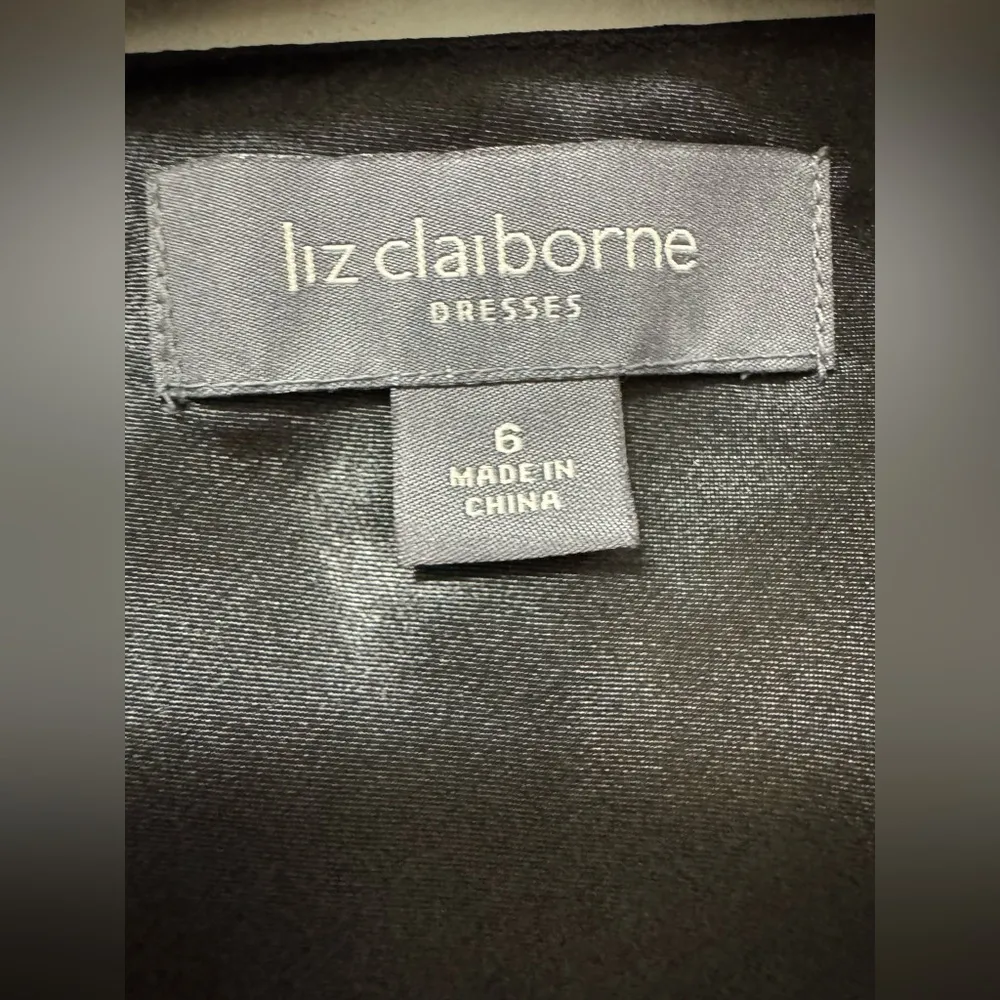 liz claiborne
DRESSES
6
MADE IN
CHINA